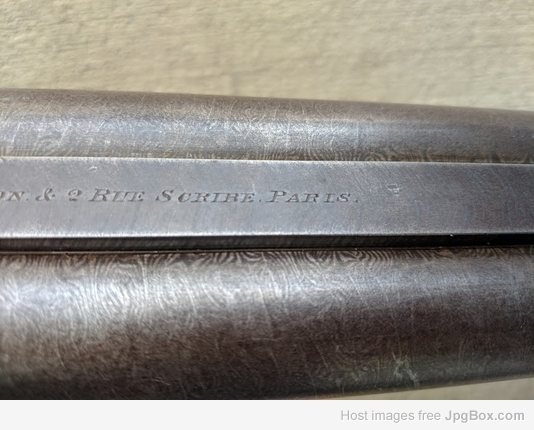 ON. & 2 RUE SCRIBE. PARIS.
Host images free JpgBox.com